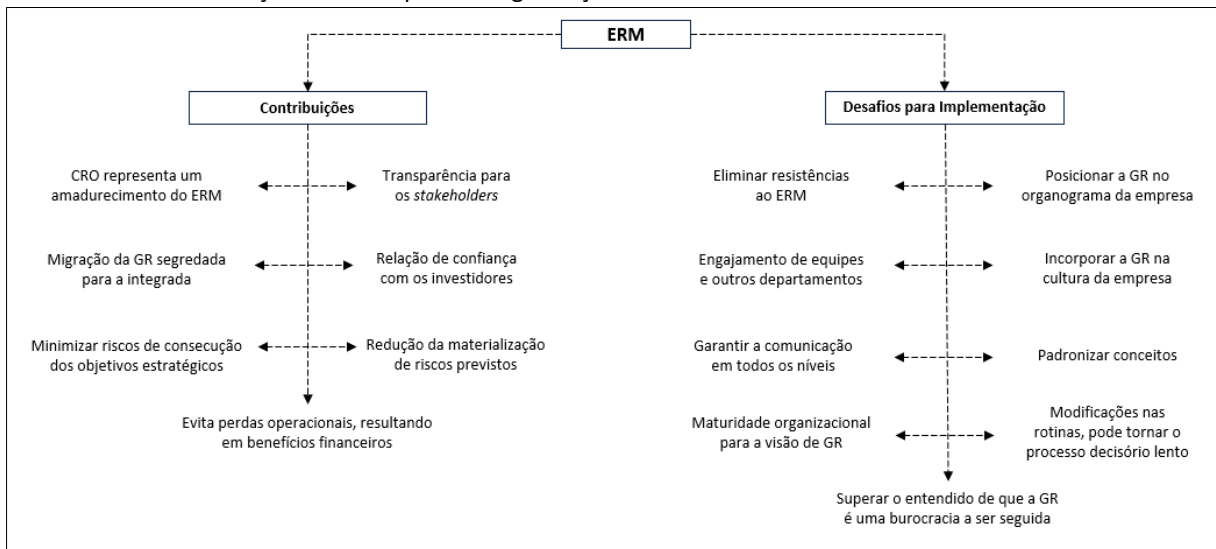 ERM
Contribuições
CRO representa um
amadurecimento do ERM
Transparência para
os stakeholders
Migração da GR segredada
para a integrada
Relação de confiança
com os investidores
Minimizar riscos de consecução
dos objetivos estratégicos
Redução da materialização
de riscos previstos
Evita perdas operacionais, resultando
em benefícios financeiros
Desafios para Implementação
Eliminar resistências
ao ERM
Posicionar a GR no
organograma da empresa
Engajamento de equipes
e outros departamentos
Incorporar a GR na
cultura da empresa
Garantir a comunicação
em todos os níveis
Padronizar conceitos
Maturidade organizacional
para a visão de GR
Modificações nas
rotinas, pode tornar o
processo decisório lento
Superar o entendido de que a GR
é uma burocracia a ser seguida